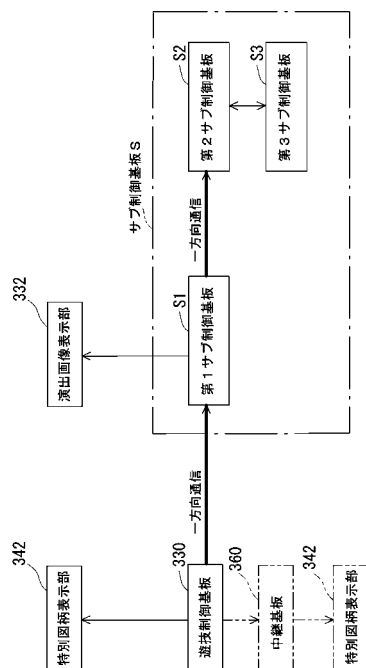 サブ制御基板S
S2
第2サブ制御基板
S3
第3サブ制御基板
一方向通信
332
演出画像表示部
S1
第1サブ制御基板
一方向通信
342
特別図柄表示部
330
遊技制御基板
360
中継基板
342
特別図柄表示部